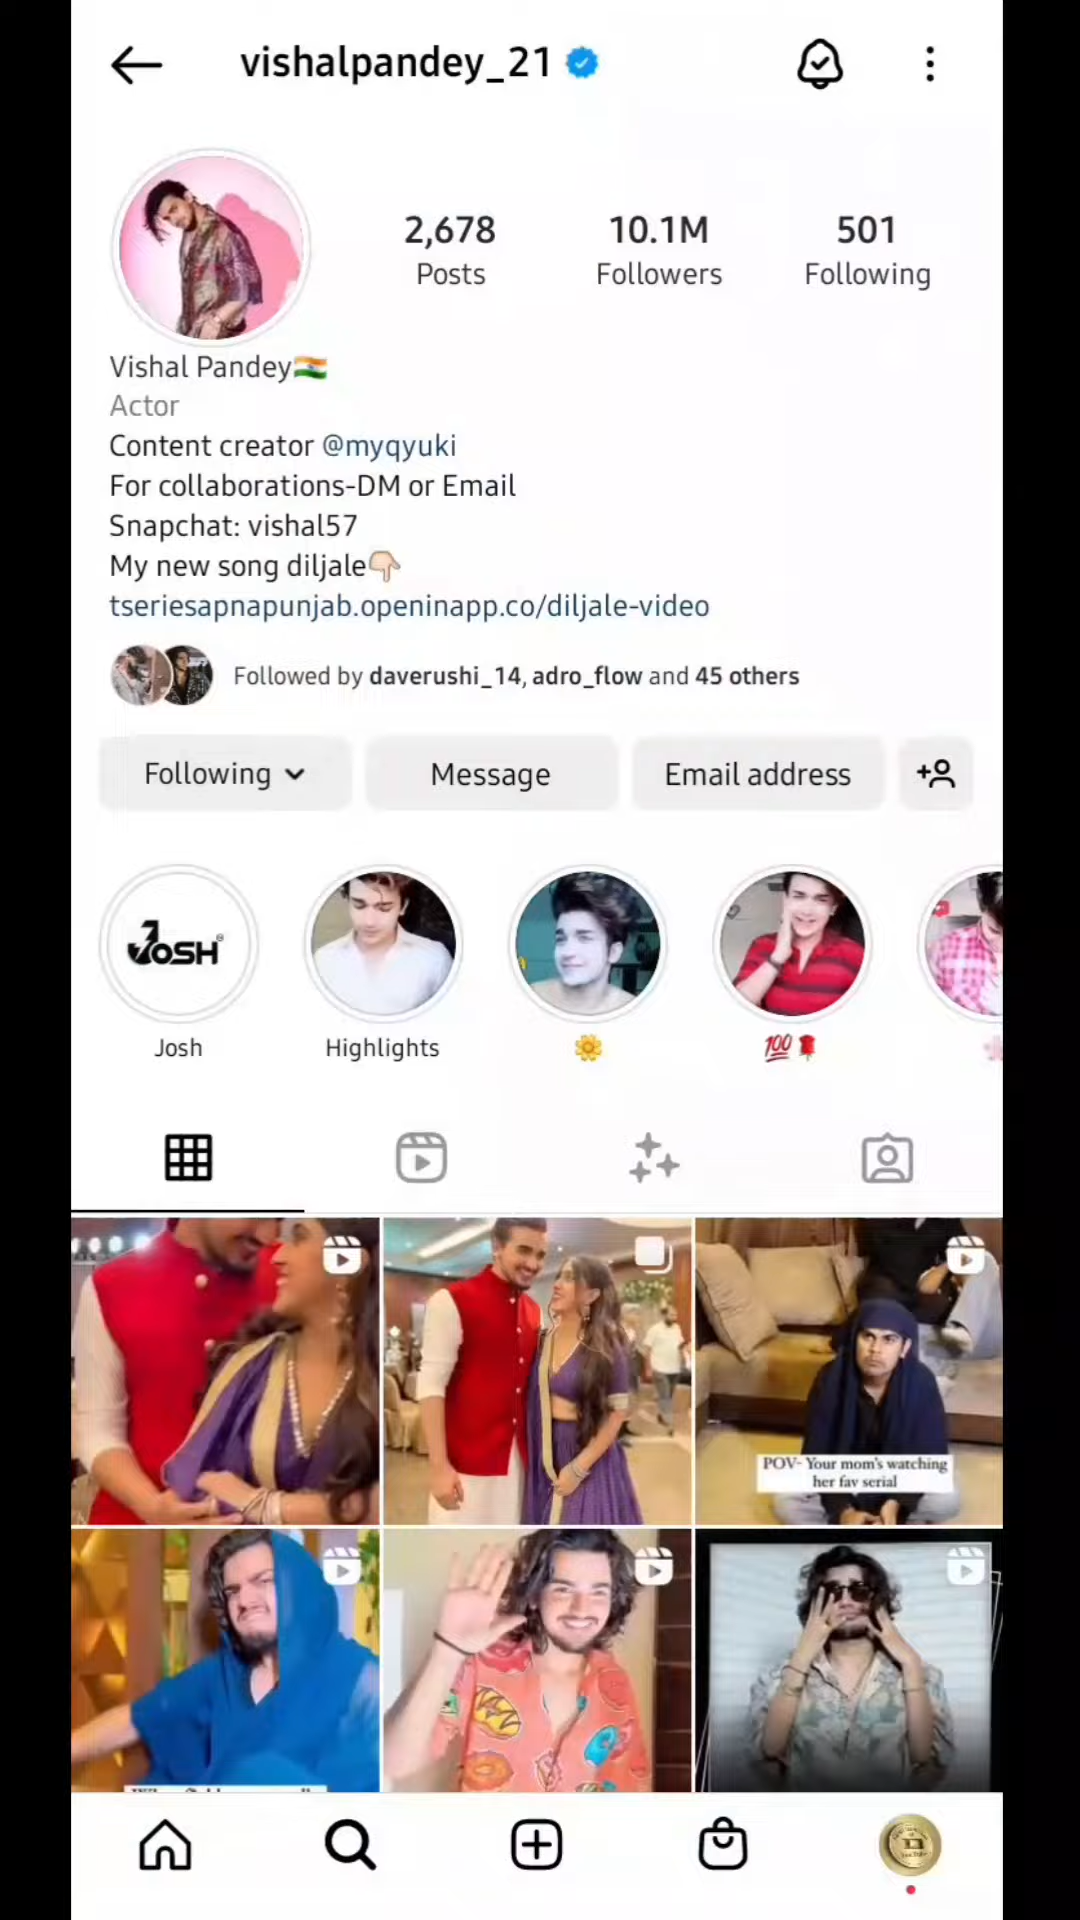 vishalpandey_21
2,678 10.1M 501
Posts Followers Following
Vishal Pandey🇮🇳
Actor
Content creator @myqyuki
For collaborations-DM or Email
Snapchat: vishal57
My new song diljale👇🏻
tseriesapnapunjab.openinapp.co/diljale-video
Followed by daverushi_14, adro_flow and 45 others
Following Message Email address
JOSH
Josh Highlights 🌼 💯🌹
POV- Your mom's watching
her fav serial